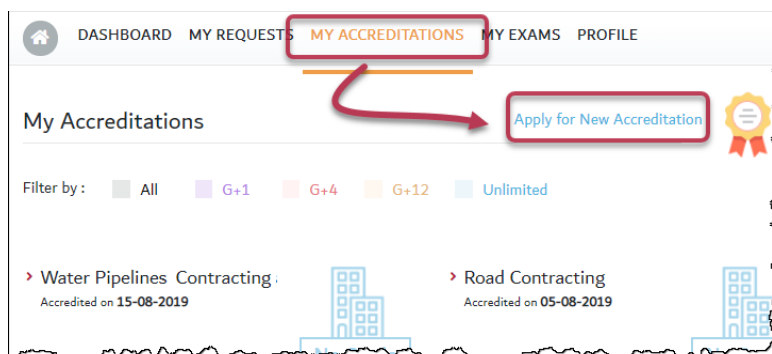 DASHBOARD MY REQUESTS MY ACCREDITATIONS MY EXAMS PROFILE
My Accreditations Apply for New Accreditation
Filter by : All G+1 G+4 G+12 Unlimited
Water Pipelines Contracting Road Contracting
Accredited on 15-08-2019 Accredited on 05-08-2019